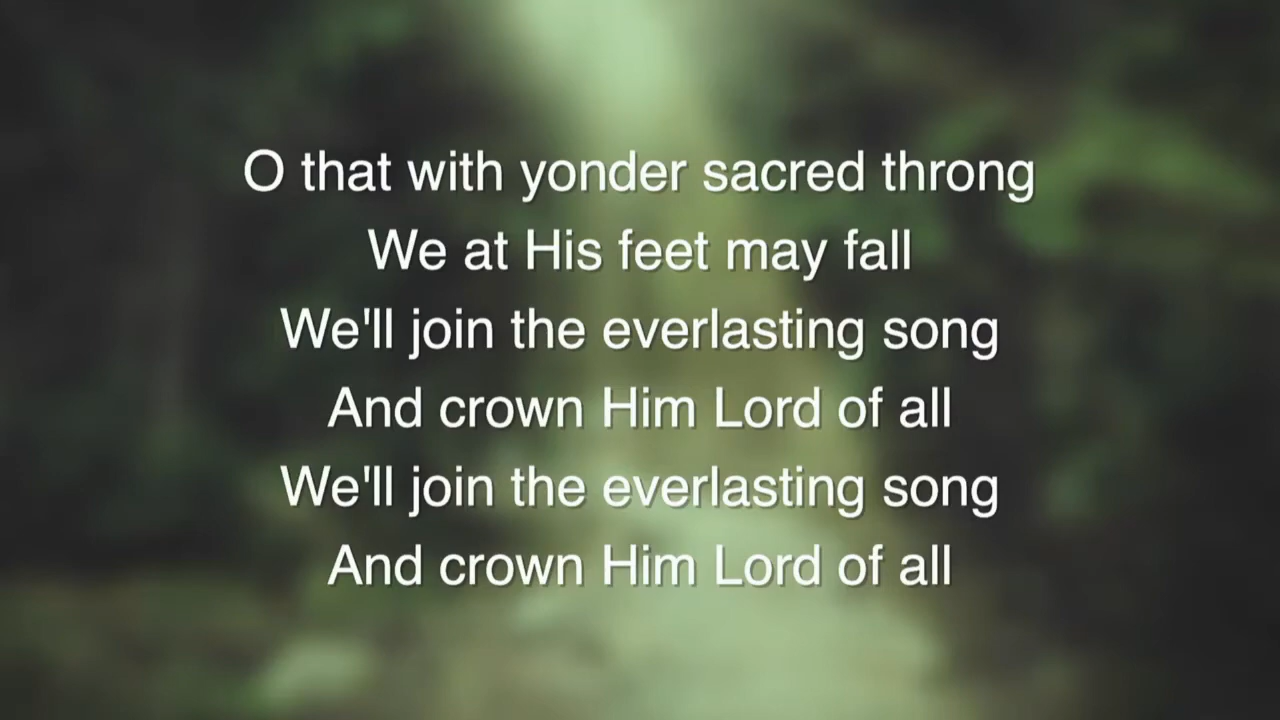 O that with yonder sacred throng
We at His feet may fall
We'll join the everlasting song
And crown Him Lord of all
We'll join the everlasting song
And crown Him Lord of all